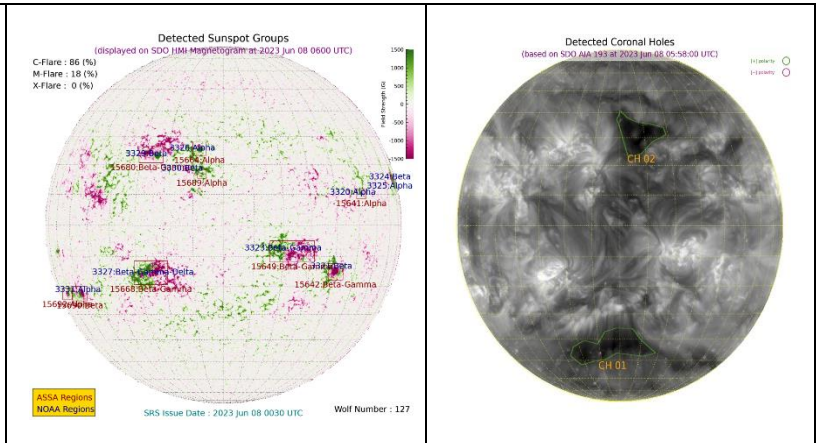 Detected Sunspot Groups
(displayed on SDO HMI Magnetogram at 2023 Jun 08 0600 UTC)
C-Flare : 86 (%)
M-Flare : 18 (%)
X-Flare : 0 (%)
1500
1000
500
0
-500
-1000
-1500
Field Strength (G)
3326:Alpha
15664:Alpha
15680:Beta-
15689:Alpha
3324:Beta
3325:Alpha
3320:Alpha
15641:Alpha
Beta-Gamma
15649:Beta-Gamma
Beta
3327:Beta-Gamma-Delta
15642:Beta-Gamma
15668:Beta-Gamma
3331:Alpha
ASSA Regions
NOAA Regions
SRS Issue Date : 2023 Jun 08 0030 UTC
Wolf Number : 127
Detected Coronal Holes
(based on SDO AIA 193 at 2023 Jun 08 05:58:00 UTC)
(+) polarity
(-) polarity
CH 02
CH 01